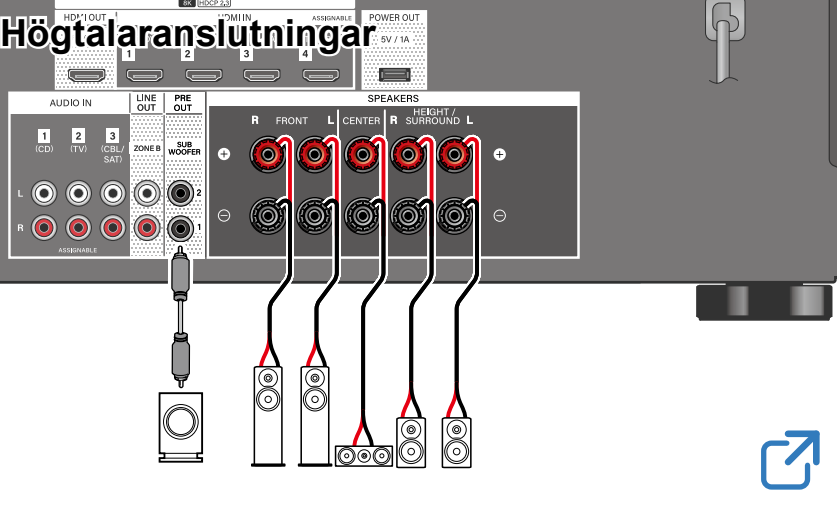 8K HDCP 2.3
HDMI OUT HDMI IN ASSIGNABLE POWER OUT
Högtalaranslutningar
5V / 1A
1 2 3 4
AUDIO IN LINE OUT PRE OUT SPEAKERS
R FRONT L CENTER R HEIGHT / SURROUND L
1 (CD) 2 (TV) 3 (CBL/ SAT) ZONE B SUB WOOFER
+ +
L 2
− −
R 1
ASSIGNABLE